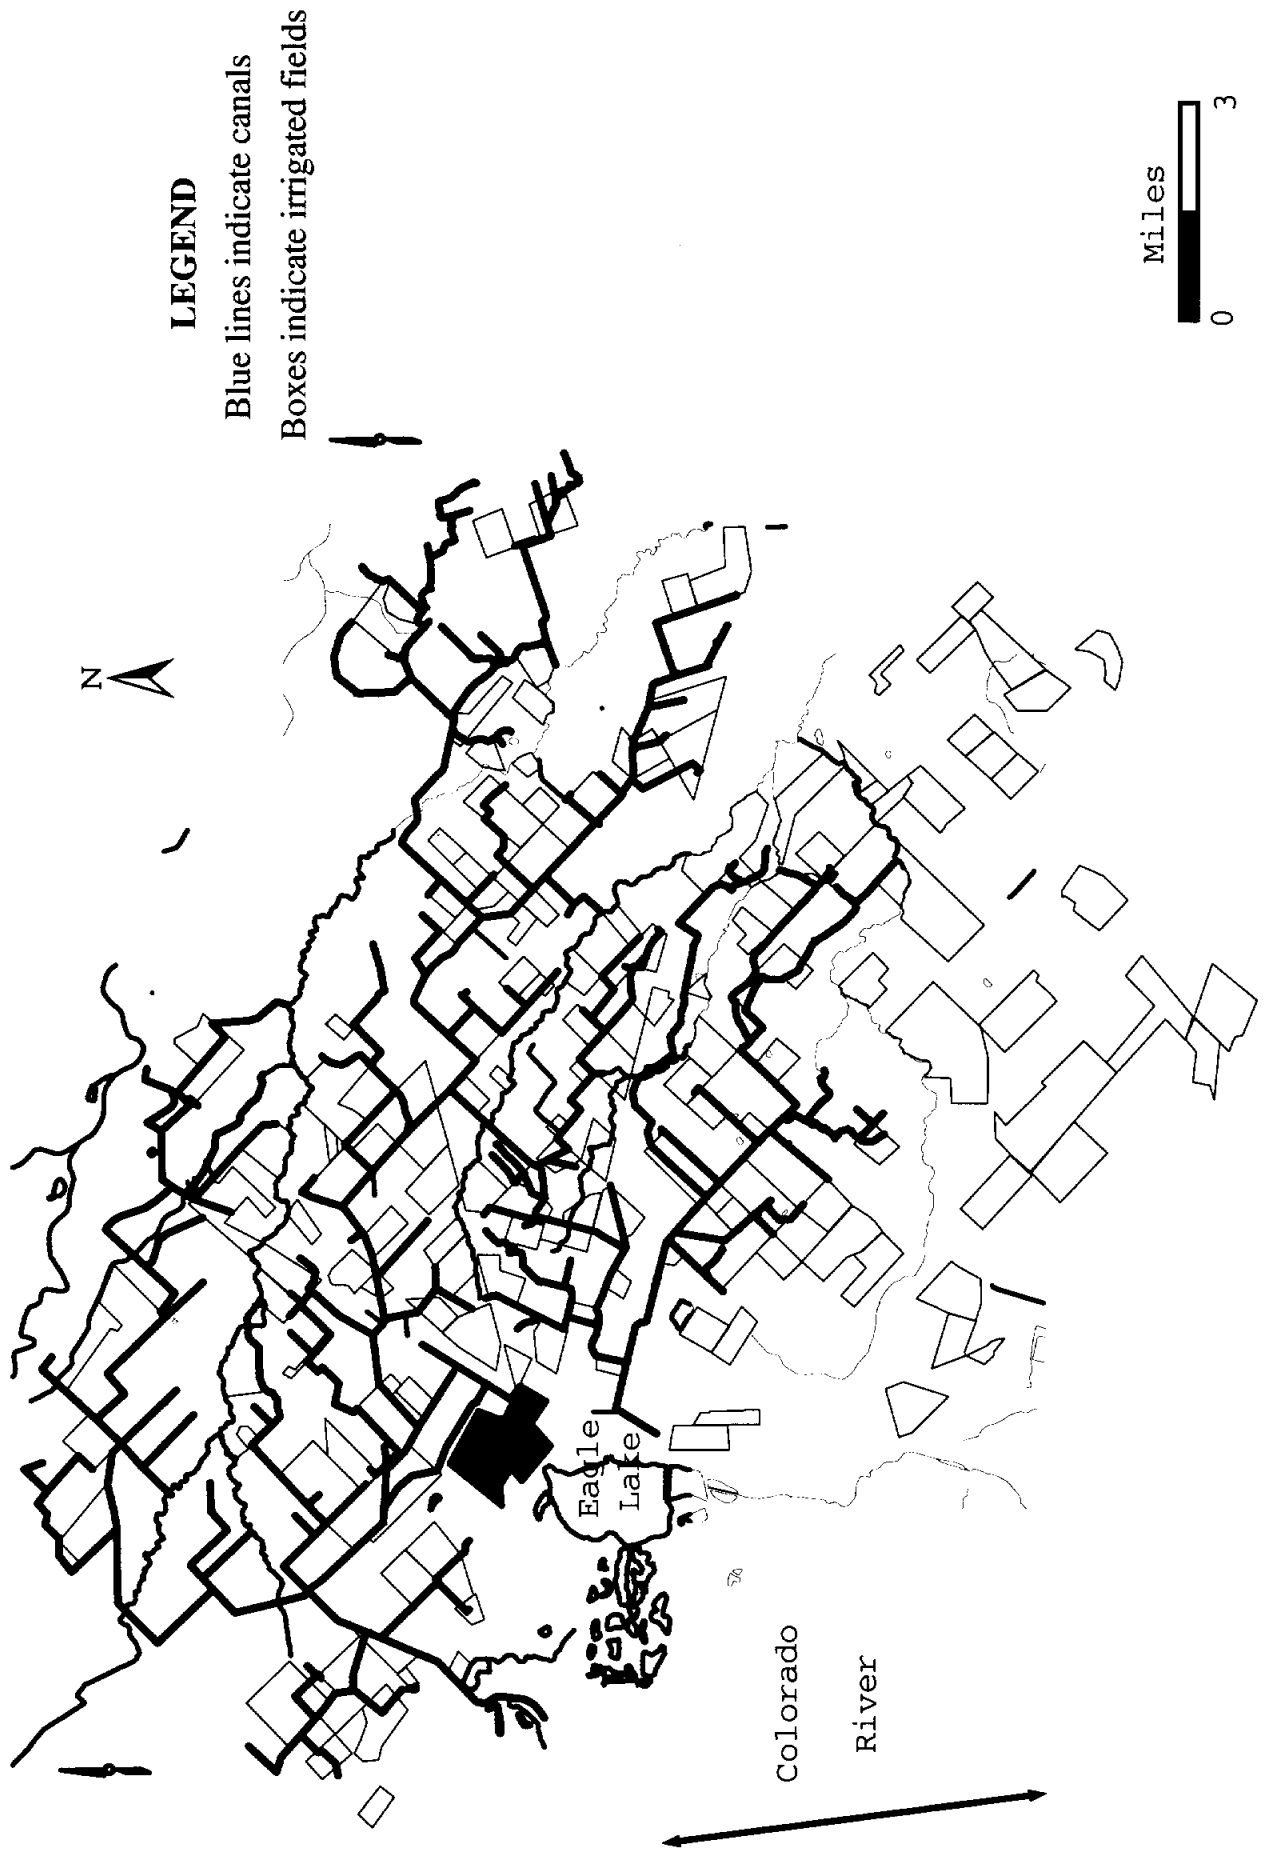 LEGEND
Blue lines indicate canals
Boxes indicate irrigated fields
N
Eagle
Lake
Colorado
River
Miles
0 3